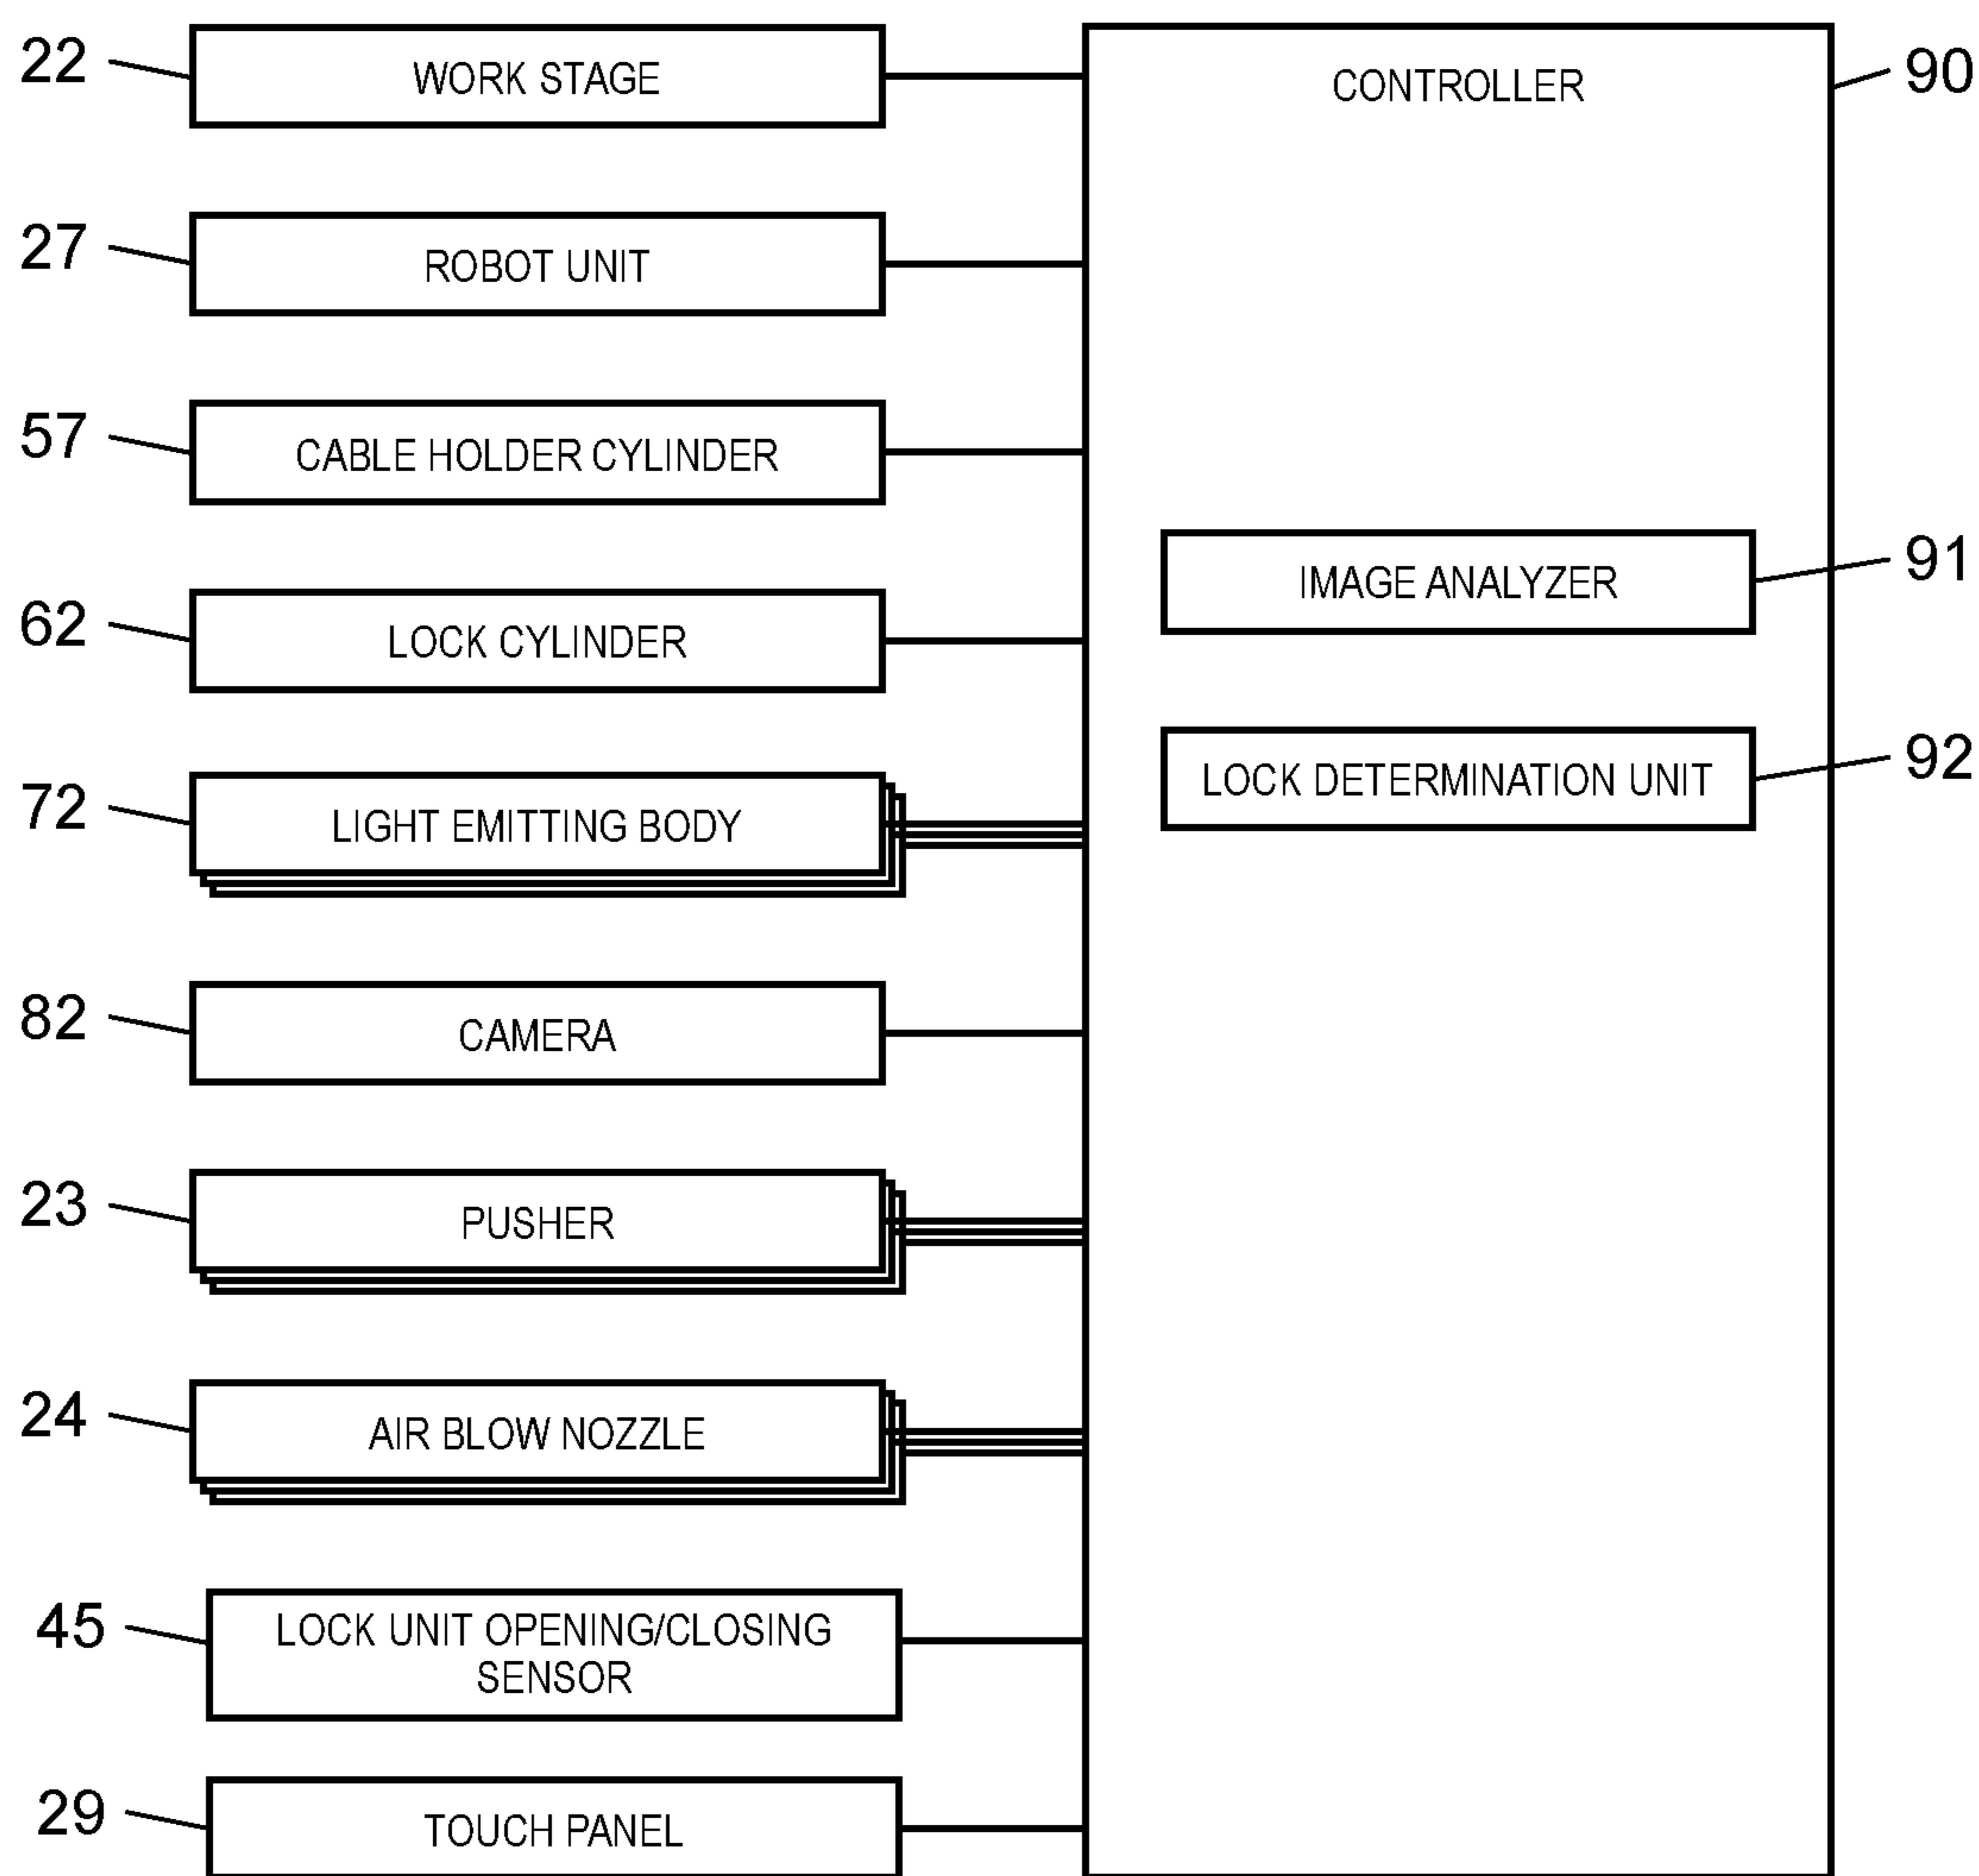 22
WORK STAGE
27
ROBOT UNIT
57
CABLE HOLDER CYLINDER
62
LOCK CYLINDER
72
LIGHT EMITTING BODY
82
CAMERA
23
PUSHER
24
AIR BLOW NOZZLE
45
LOCK UNIT OPENING/CLOSING
SENSOR
29
TOUCH PANEL
CONTROLLER
90
IMAGE ANALYZER
91
LOCK DETERMINATION UNIT
92